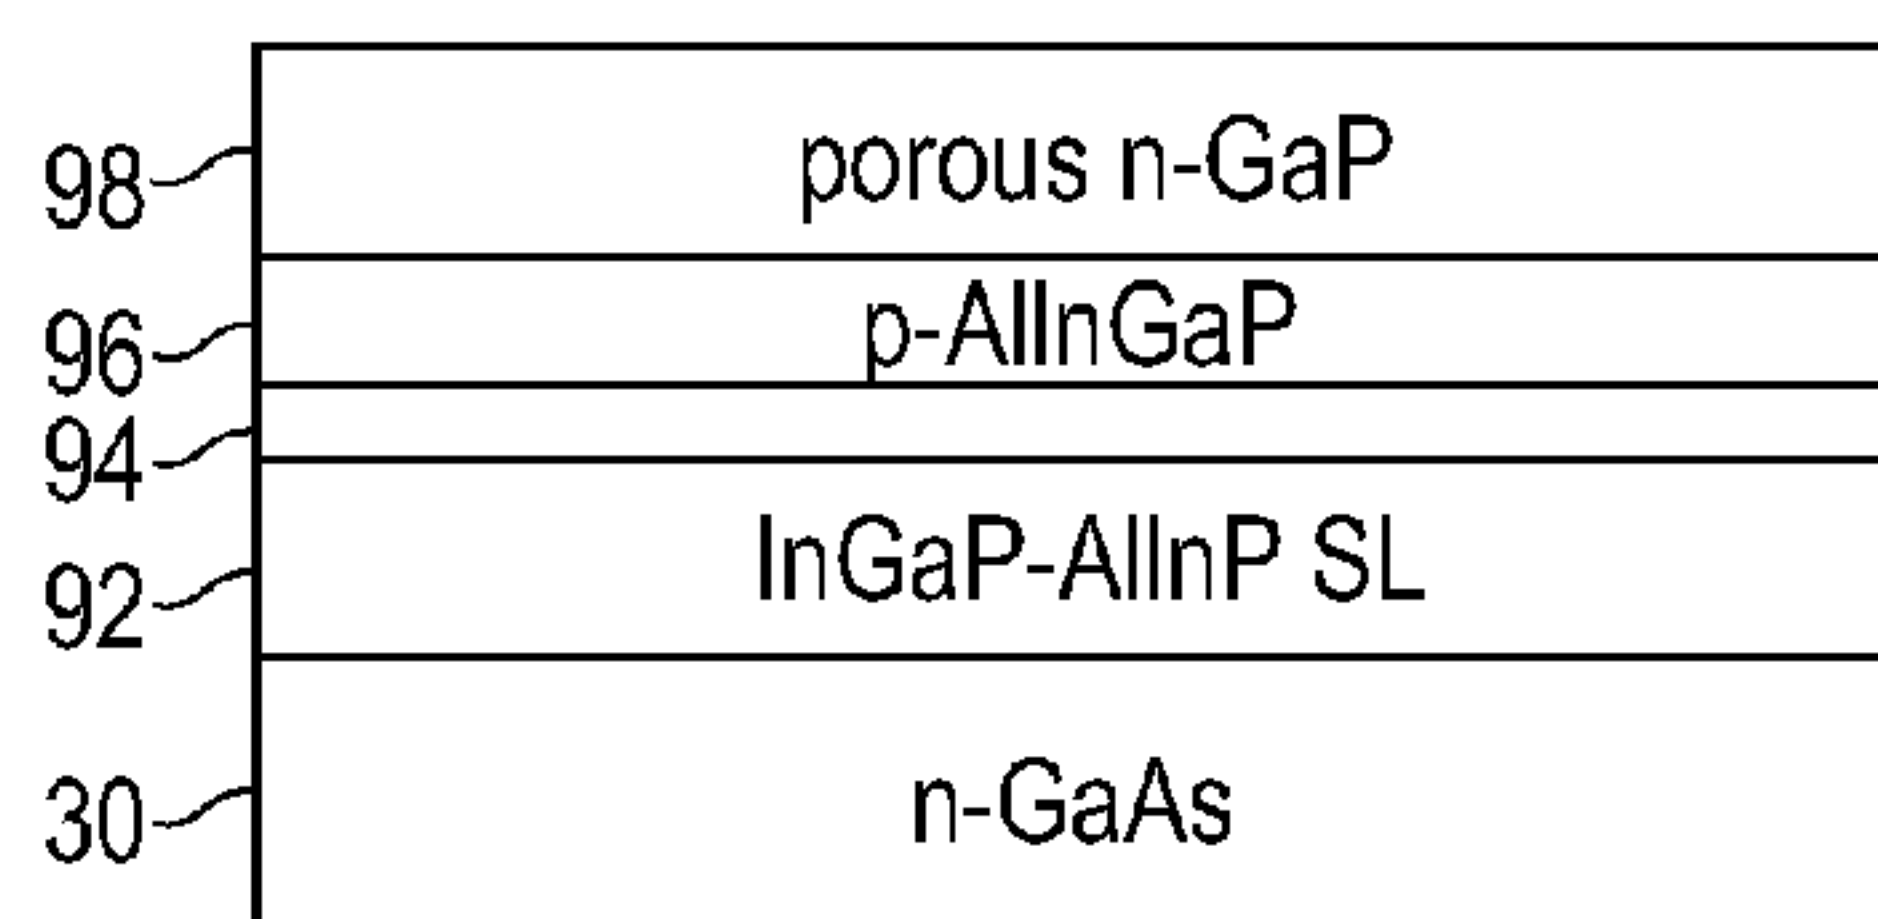 98 porous n-GaP
96 p-AlInGaP
94
92 InGaP-AlInP SL
30 n-GaAs